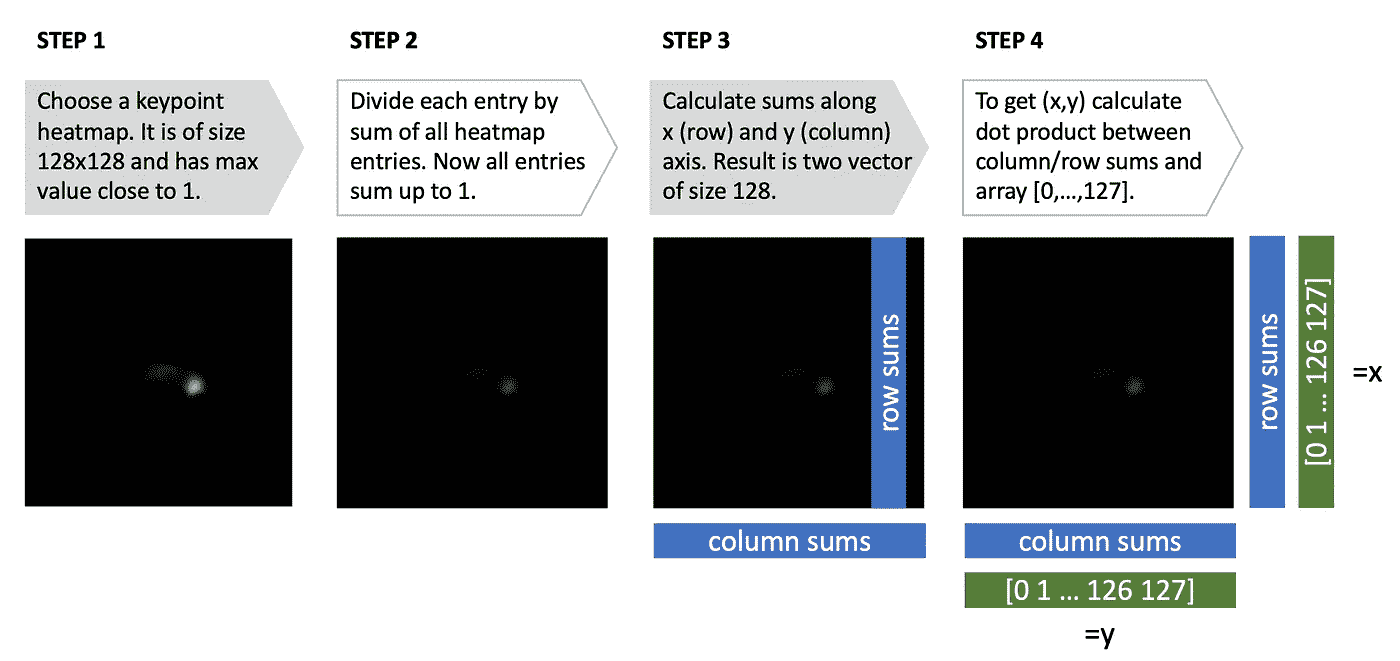 STEP 1
Choose a keypoint
heatmap. It is of size
128x128 and has max
value close to 1.
STEP 2
Divide each entry by
sum of all heatmap
entries. Now all entries
sum up to 1.
STEP 3
Calculate sums along
x (row) and y (column)
axis. Result is two vector
of size 128.
STEP 4
To get (x,y) calculate
dot product between
column/row sums and
array [0,...,127].
row sums
column sums
row sums
[0 1 ... 126 127]
=x
column sums
[0 1 ... 126 127]
=y